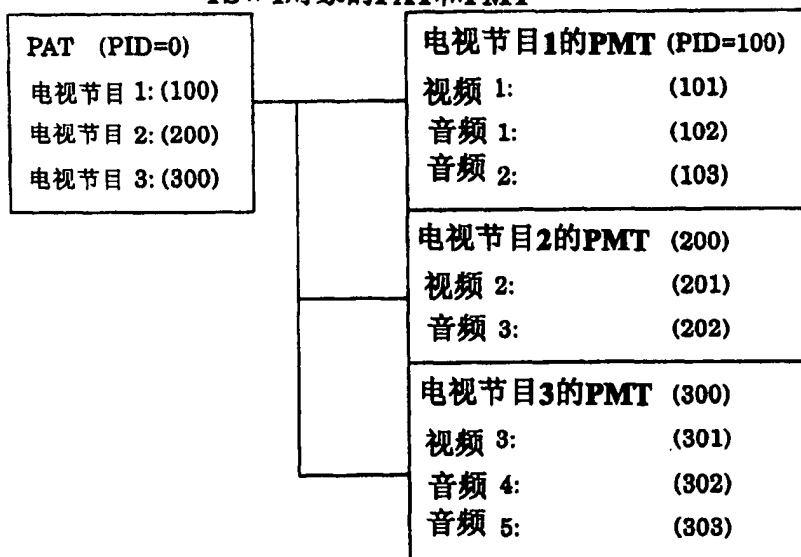 PAT (PID=0)
电视节目 1: (100)
电视节目 2: (200)
电视节目 3: (300)
电视节目1的PMT (PID=100)
视频 1: (101)
音频 1: (102)
音频 2: (103)
电视节目2的PMT (200)
视频 2: (201)
音频 3: (202)
电视节目3的PMT (300)
视频 3: (301)
音频 4: (302)
音频 5: (303)